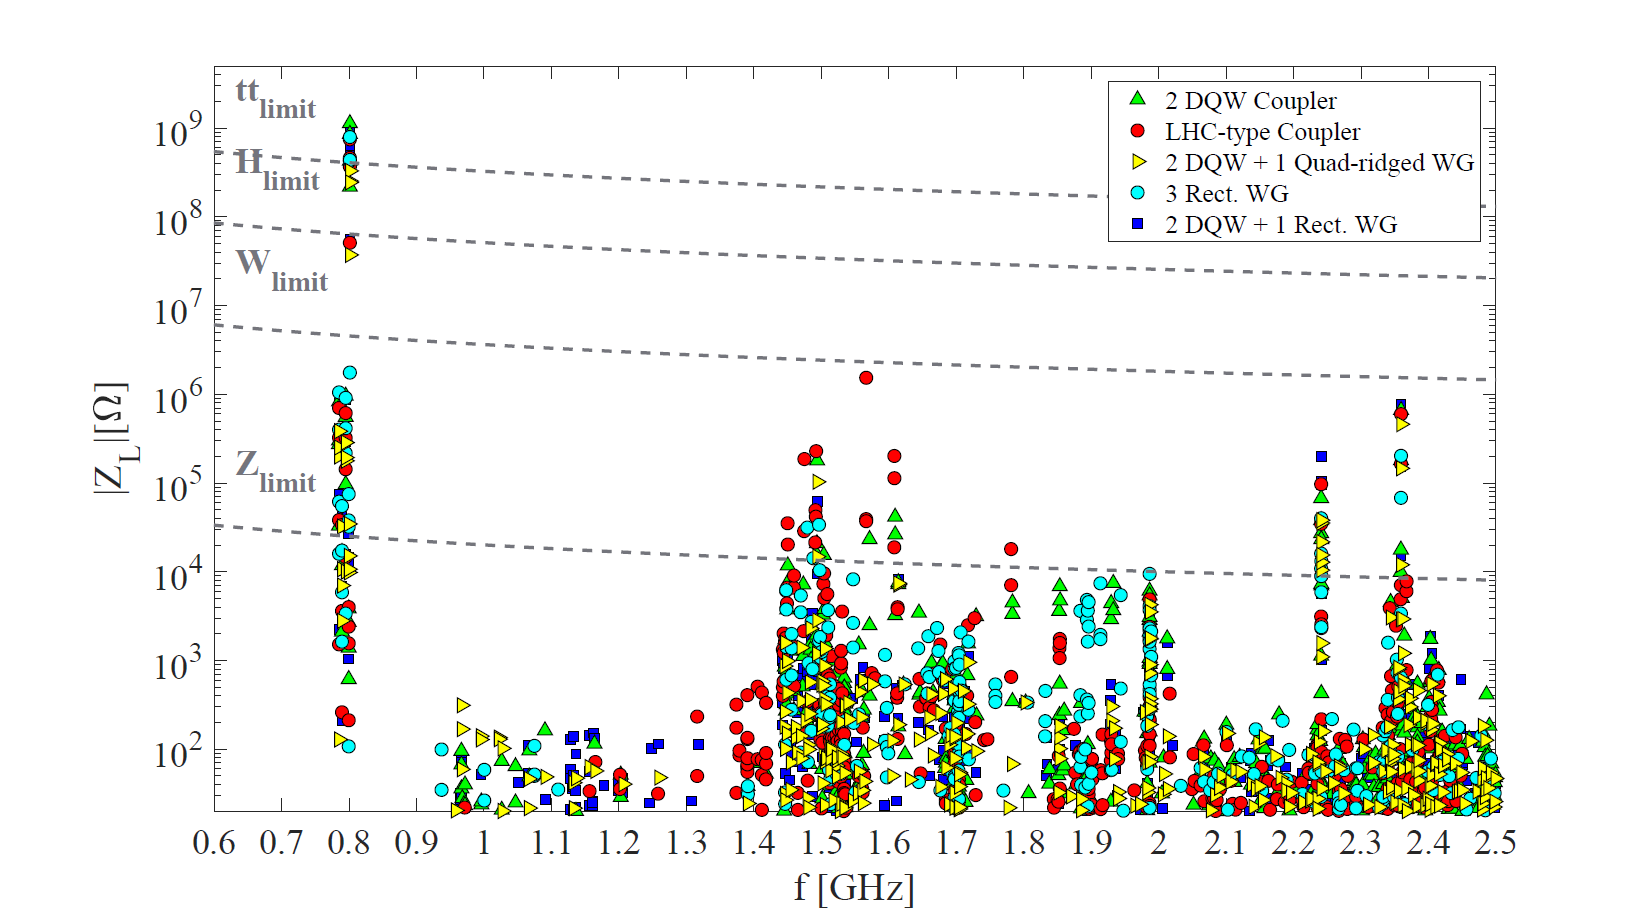 tt_limit
H_limit
W_limit
Z_limit
10^9
10^8
10^7
10^6
10^5
10^4
10^3
10^2
|Z_L|[Ω]
2 DQW Coupler
LHC-type Coupler
2 DQW + 1 Quad-ridged WG
3 Rect. WG
2 DQW + 1 Rect. WG
0.6 0.7 0.8 0.9 1 1.1 1.2 1.3 1.4 1.5 1.6 1.7 1.8 1.9 2 2.1 2.2 2.3 2.4 2.5
f [GHz]